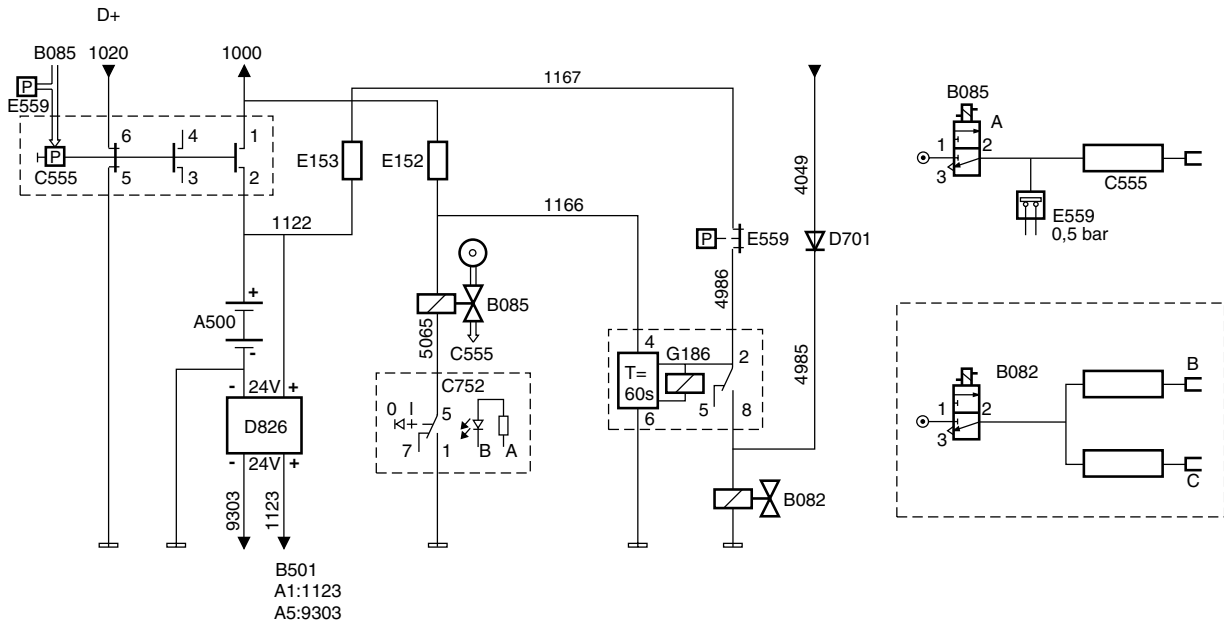 D+
B085 1020 1000
P
E559
6 4 1
P
C555
5 3 2
1122
1167
E153 E152
1166
4049
P E559
D701
4986
4985
+
A500
-
- 24V +
D826
- 24V +
9303
1123
B501
A1:1123
A5:9303
B085
5065
C555
C752
0 I 5
7 1 B A
4 G186 2
T=
60s
5 8
6
B082
B085
A
1 2
3
C555
E559
0,5 bar
B082
B
1 2
3
C